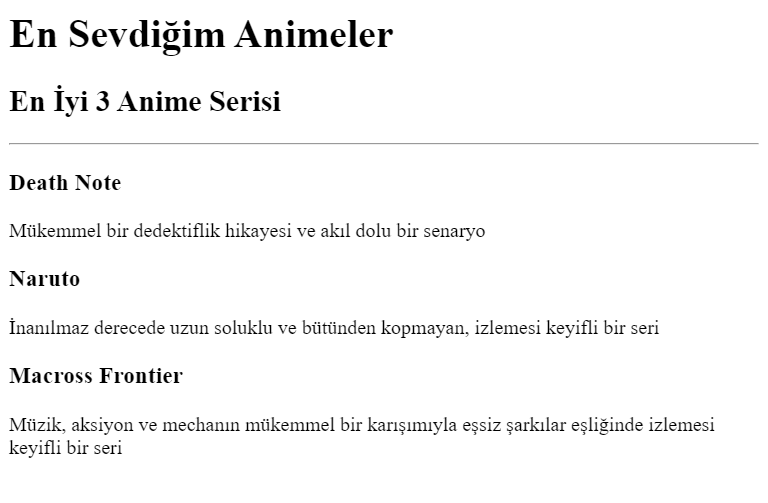 En Sevdiğim Animeler
En İyi 3 Anime Serisi
Death Note
Mükemmel bir dedektiflik hikayesi ve akıl dolu bir senaryo
Naruto
İnanılmaz derecede uzun soluklu ve bütünden kopmayan, izlemesi keyifli bir seri
Macross Frontier
Müzik, aksiyon ve mechanın mükemmel bir karışımıyla eşsiz şarkılar eşliğinde izlemesi
keyifli bir seri